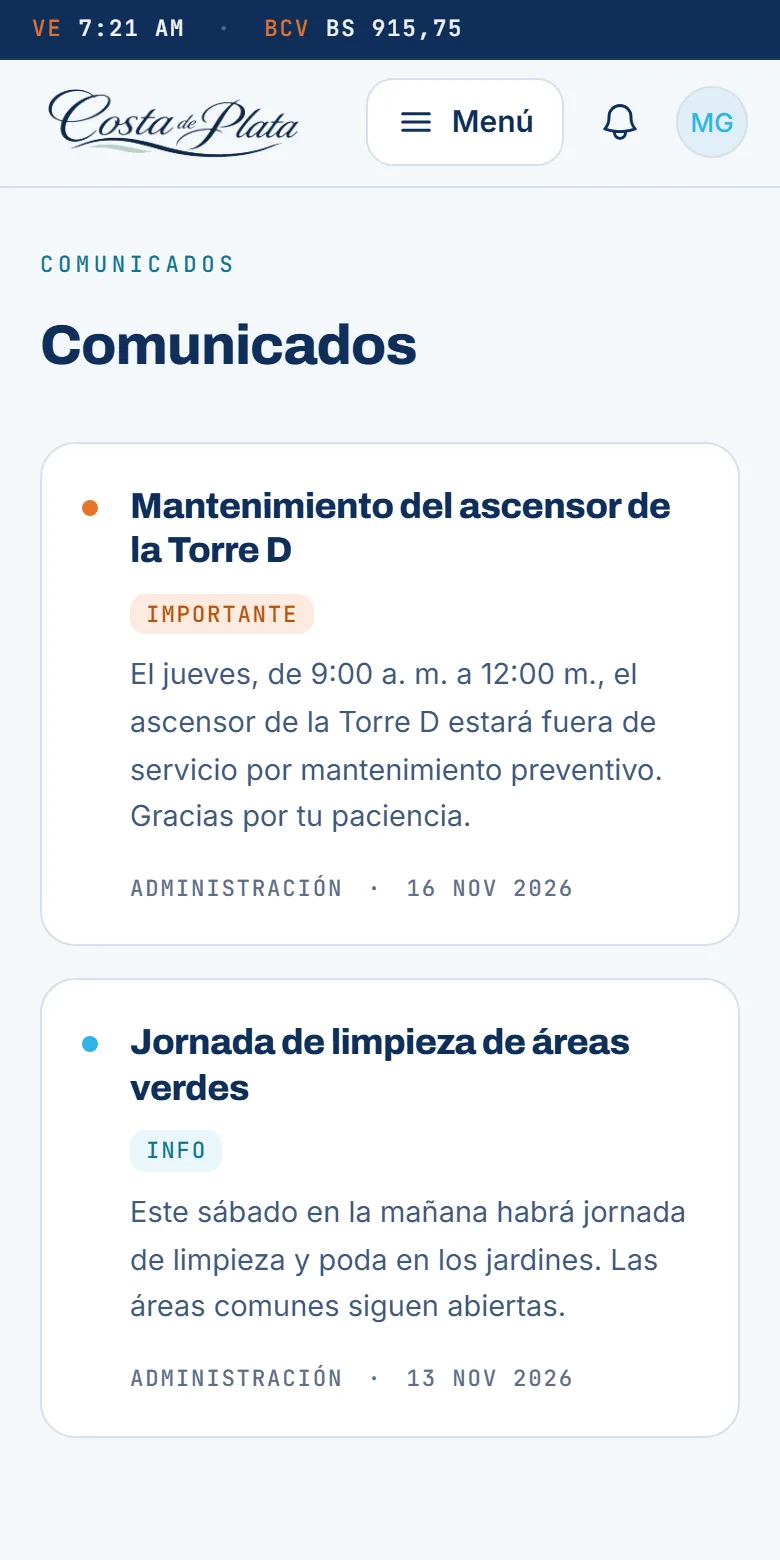 VE 7:21 AM · BCV BS 915,75
Costa de Plata
Menú
MG
COMUNICADOS
Comunicados
Mantenimiento del ascensor de
la Torre D
IMPORTANTE
El jueves, de 9:00 a. m. a 12:00 m., el
ascensor de la Torre D estará fuera de
servicio por mantenimiento preventivo.
Gracias por tu paciencia.
ADMINISTRACIÓN · 16 NOV 2026
Jornada de limpieza de áreas
verdes
INFO
Este sábado en la mañana habrá jornada
de limpieza y poda en los jardines. Las
áreas comunes siguen abiertas.
ADMINISTRACIÓN · 13 NOV 2026